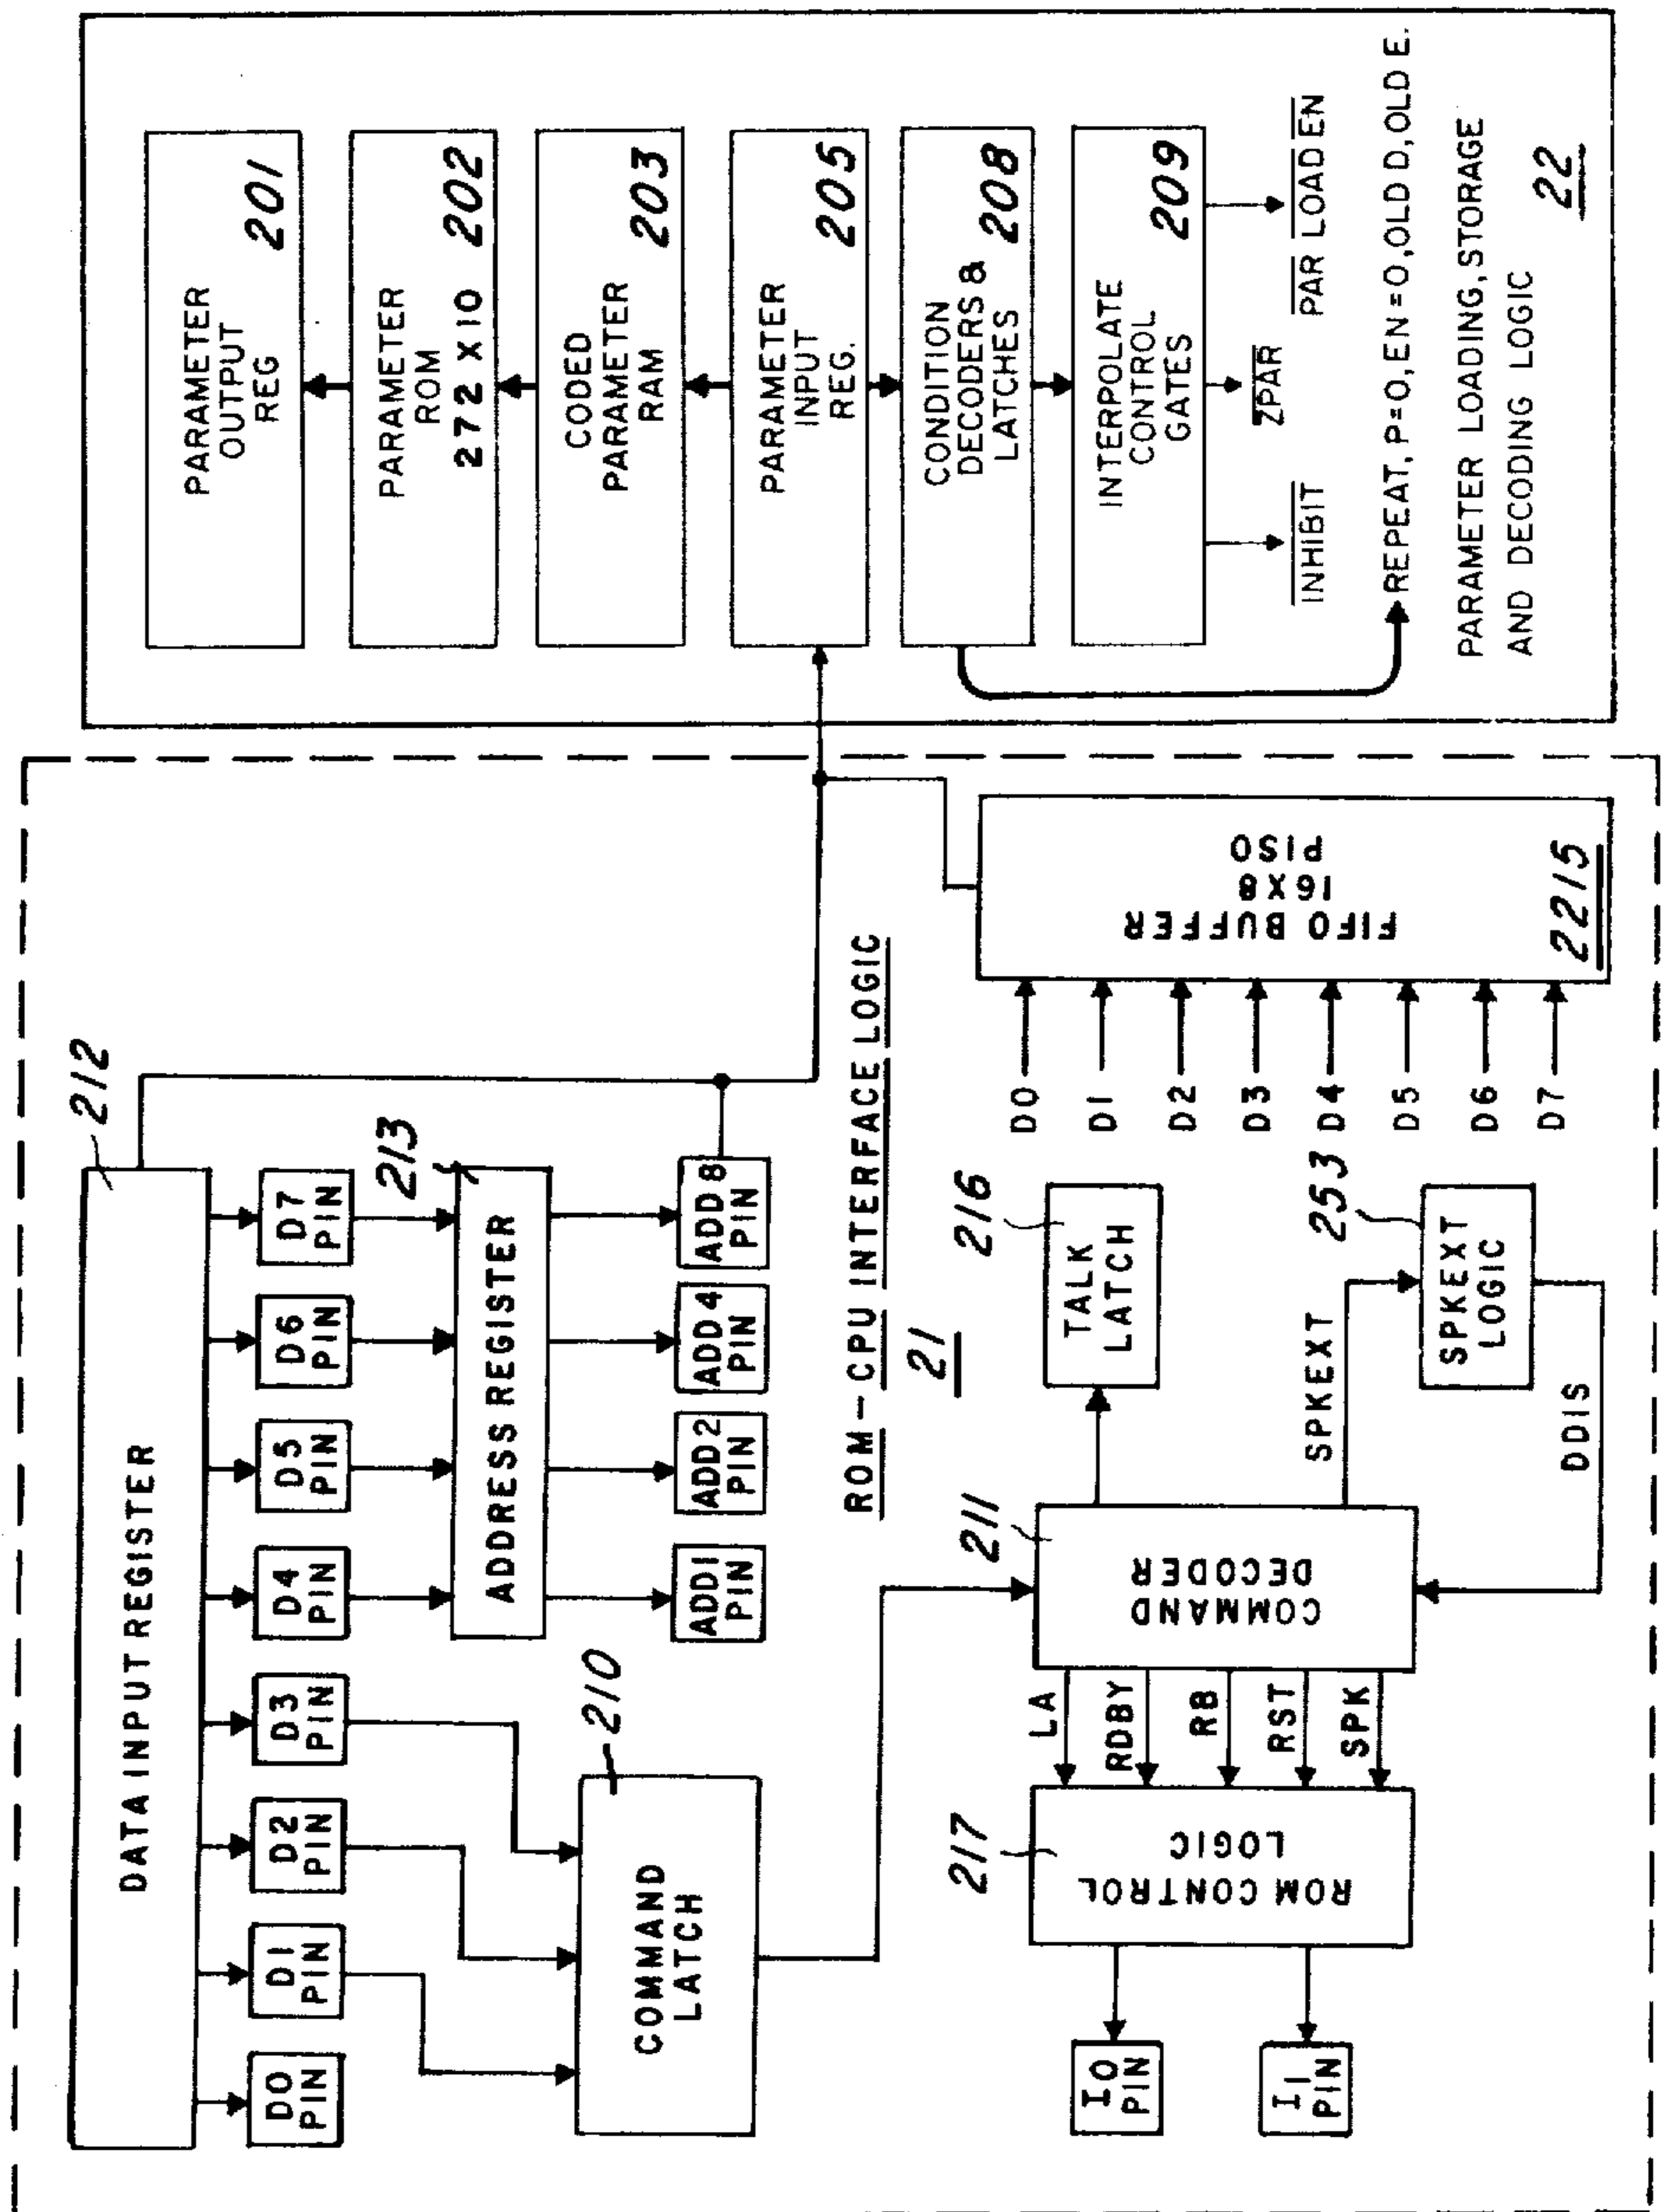 212
DATA INPUT REGISTER
D0
PIN
D1
PIN
D2
PIN
D3
PIN
D4
PIN
D5
PIN
D6
PIN
D7
PIN
213
ADDRESS REGISTER
ADD1
PIN
ADD2
PIN
ADD4
PIN
ADD8
PIN
210
COMMAND
LATCH
ROM-CPU INTERFACE LOGIC
21
217
ROM CONTROL
LOGIC
I0
PIN
I1
PIN
LA
RDBY
RB
RST
SPK
211
COMMAND
DECODER
216
TALK
LATCH
SPKEXT
253
SPKEXT
LOGIC
DDIS
D0
D1
D2
D3
D4
D5
D6
D7
FIFO BUFFER
16X8
PISO
2215
PARAMETER
OUTPUT
REG
201
PARAMETER
ROM
272 X 10
202
CODED
PARAMETER
RAM
203
PARAMETER
INPUT
REG.
205
CONDITION
DECODERS &
LATCHES
208
INTERPOLATE
CONTROL
GATES
209
INHIBIT
ZPAR
PAR LOAD EN
REPEAT, P=0, EN=0, OLD D, OLD E.
PARAMETER LOADING, STORAGE
AND DECODING LOGIC
22